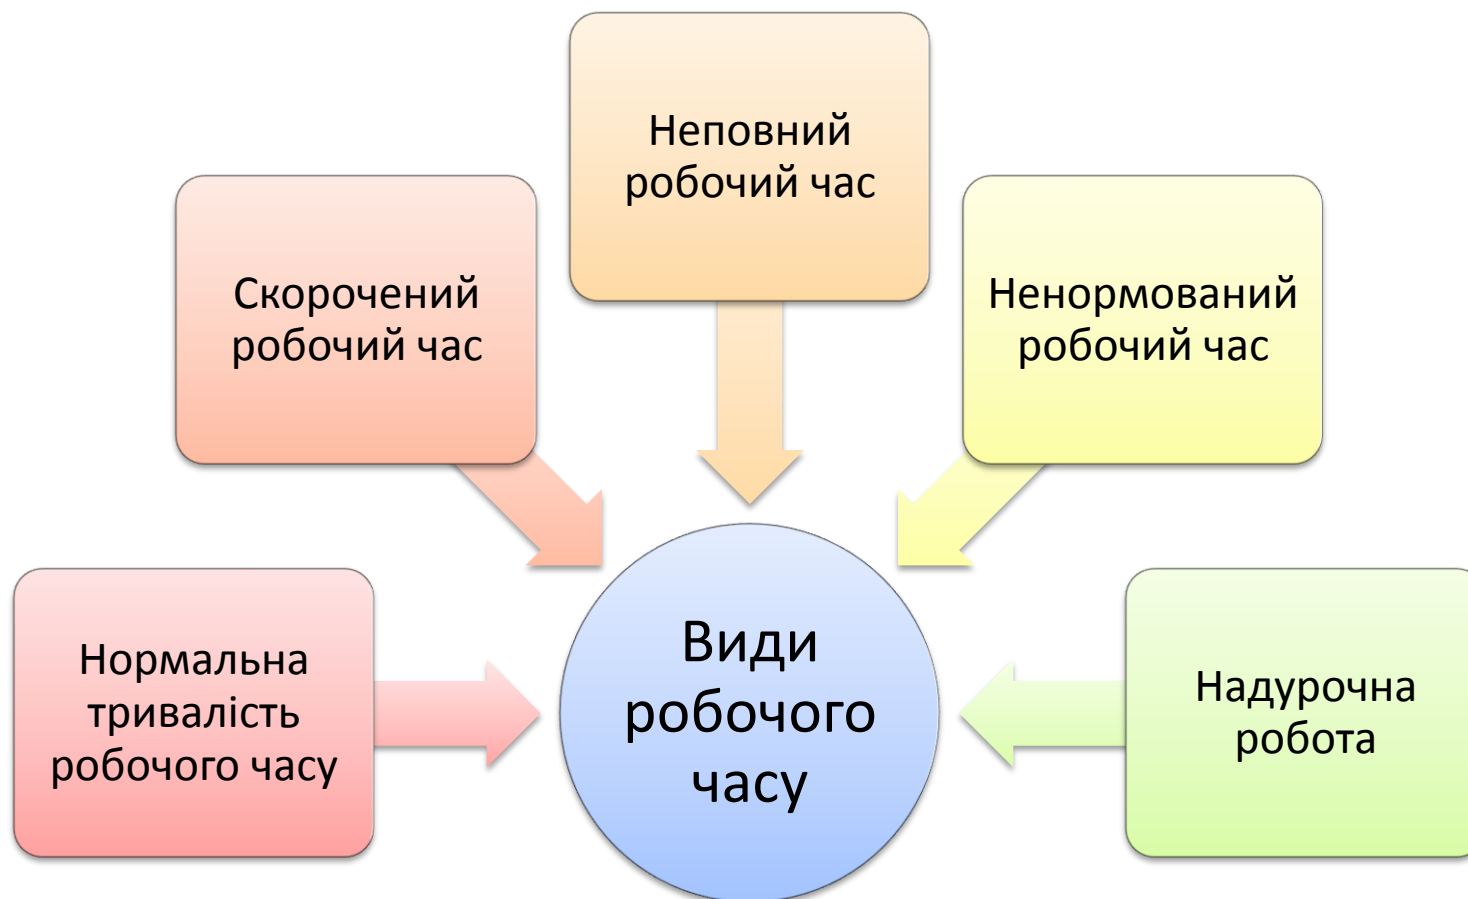 Неповний
робочий час
Скорочений
робочий час
Ненормований
робочий час
Нормальна
тривалість
робочого часу
Види
робочого
часу
Надурочна
робота